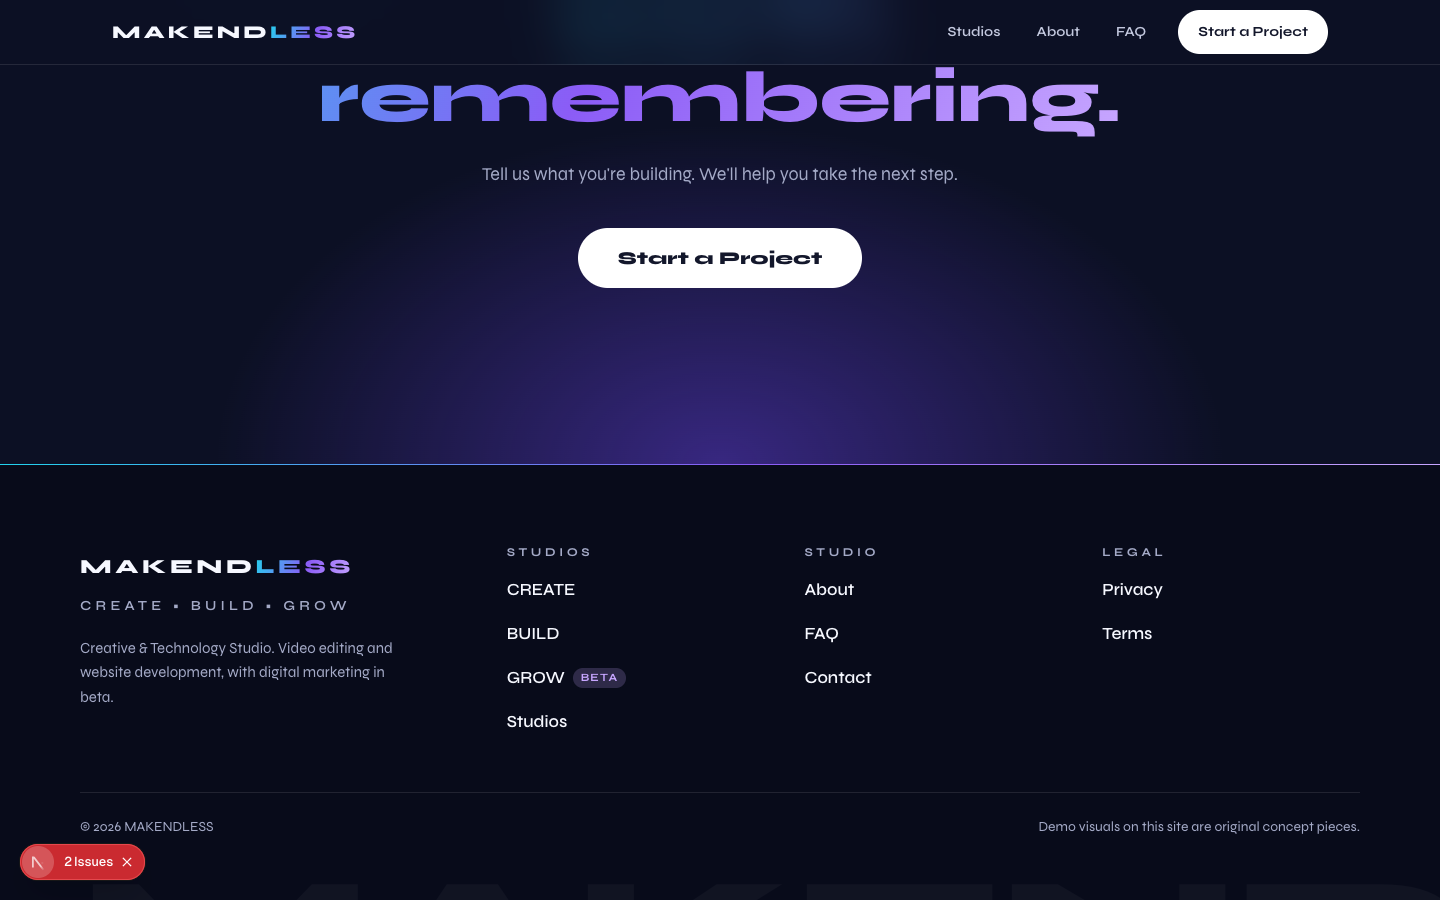 MAKENDLESS
Studios
About
FAQ
Start a Project
remembering.
Tell us what you're building. We'll help you take the next step.
Start a Project
MAKENDLESS
CREATE • BUILD • GROW
Creative & Technology Studio. Video editing and
website development, with digital marketing in
beta.
STUDIOS
CREATE
BUILD
GROW BETA
Studios
STUDIO
About
FAQ
Contact
LEGAL
Privacy
Terms
© 2026 MAKENDLESS
Demo visuals on this site are original concept pieces.
2 Issues